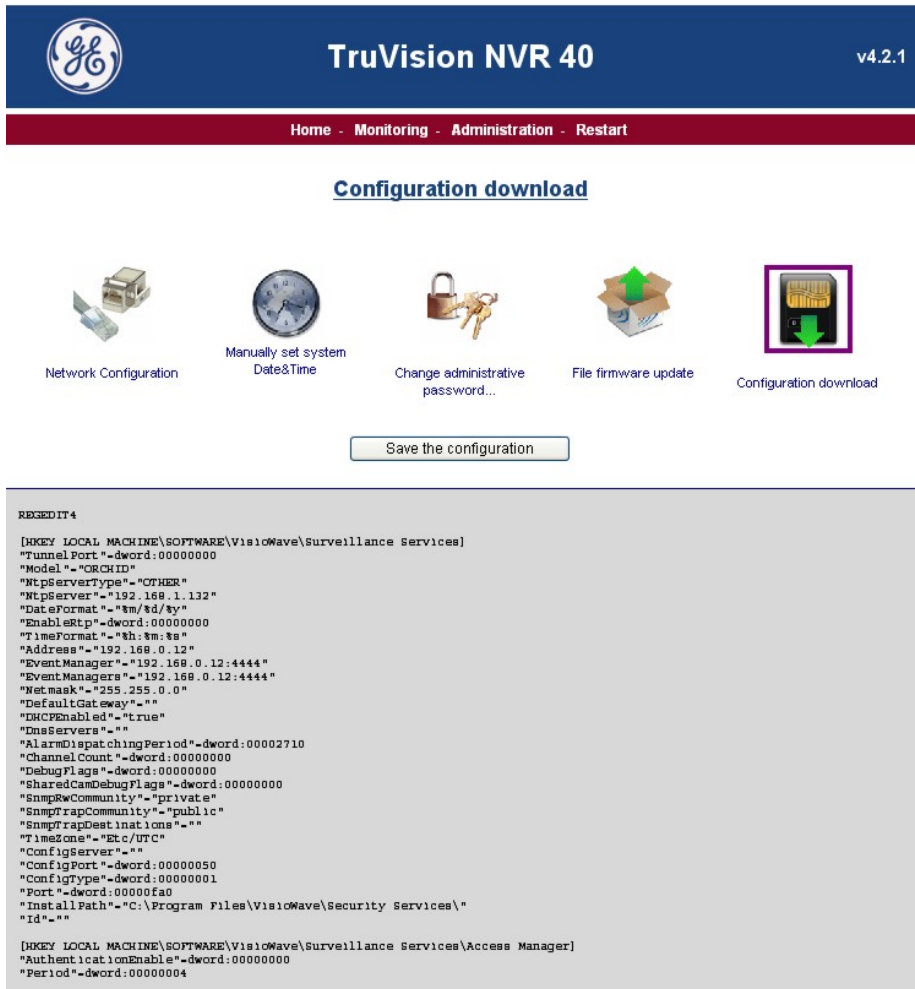 GE
TruVision NVR 40
v4.2.1
Home - Monitoring - Administration - Restart
Configuration download
Network Configuration
Manually set system
Date&Time
Change administrative
password...
File firmware update
Configuration download
Save the configuration
REGEDIT4
[HKEY LOCAL MACHINE\SOFTWARE\VisioWave\Surveillance Services]
"TunnelPort"=dword:00000000
"Model"="ORCHID"
"NtpServerType"="OTHER"
"NtpServer"="192.168.1.132"
"DateFormat"="%m/%d/%y"
"EnableRtp"=dword:00000000
"TimeFormat"="%h:%m:%s"
"Address"="192.168.0.12"
"EventManager"="192.168.0.12:4444"
"EventManagers"="192.168.0.12:4444"
"Netmask"="255.255.0.0"
"DefaultGateway"=""
"DHCPEnabled"="true"
"DnsServers"=""
"AlarmDispatchingPeriod"=dword:00002710
"ChannelCount"=dword:00000000
"DebugFlags"=dword:00000000
"SharedCamDebugFlags"=dword:00000000
"SnmpRwCommunity"="private"
"SnmpTrapCommunity"="public"
"SnmpTrapDestinations"=""
"TimeZone"="Etc/UTC"
"ConfigServer"=""
"ConfigPort"=dword:00000050
"ConfigType"=dword:00000001
"Port"=dword:00000fa0
"InstallPath"="C:\Program Files\VisioWave\Security Services\"
"Id"=""
[HKEY LOCAL MACHINE\SOFTWARE\VisioWave\Surveillance Services\Access Manager]
"AuthenticationEnable"=dword:00000000
"Period"=dword:00000004